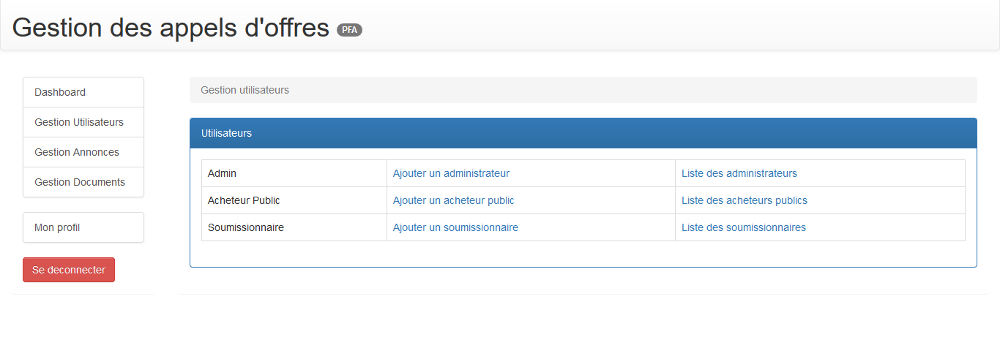 Gestion des appels d'offres PFA
Dashboard
Gestion Utilisateurs
Gestion Annonces
Gestion Documents
Mon profil
Se deconnecter
Gestion utilisateurs
Utilisateurs
Admin Ajouter un administrateur Liste des administrateurs
Acheteur Public Ajouter un acheteur public Liste des acheteurs publics
Soumissionnaire Ajouter un soumissionnaire Liste des soumissionnaires